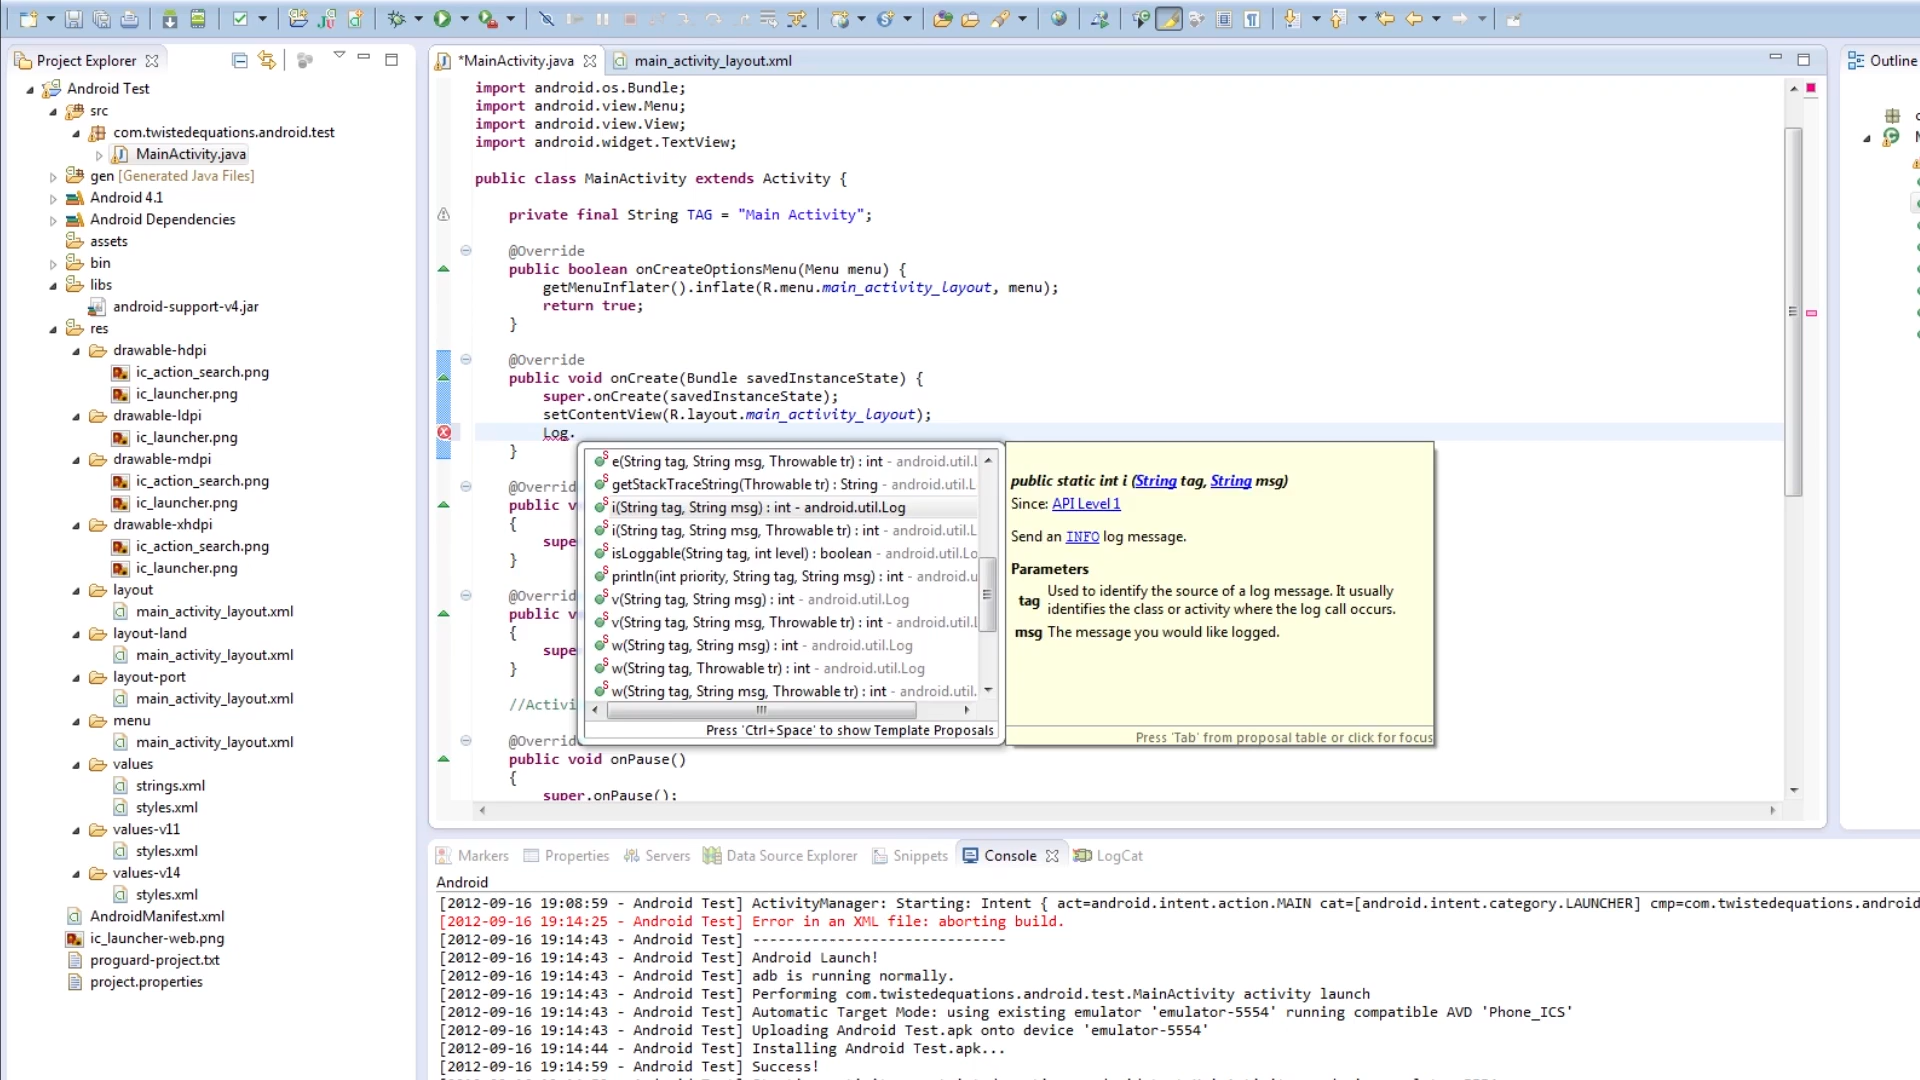 Project Explorer
Android Test
src
com.twistedequations.android.test
MainActivity.java
gen [Generated Java Files]
Android 4.1
Android Dependencies
assets
bin
libs
android-support-v4.jar
res
drawable-hdpi
ic_action_search.png
ic_launcher.png
drawable-ldpi
ic_launcher.png
drawable-mdpi
ic_action_search.png
ic_launcher.png
drawable-xhdpi
ic_action_search.png
ic_launcher.png
layout
main_activity_layout.xml
layout-land
main_activity_layout.xml
layout-port
main_activity_layout.xml
menu
main_activity_layout.xml
values
strings.xml
styles.xml
values-v11
styles.xml
values-v14
styles.xml
AndroidManifest.xml
ic_launcher-web.png
proguard-project.txt
project.properties
*MainActivity.java
main_activity_layout.xml
import android.os.Bundle;
import android.view.Menu;
import android.view.View;
import android.widget.TextView;
public class MainActivity extends Activity {
private final String TAG = "Main Activity";
@Override
public boolean onCreateOptionsMenu(Menu menu) {
getMenuInflater().inflate(R.menu.main_activity_layout, menu);
return true;
}
@Override
public void onCreate(Bundle savedInstanceState) {
super.onCreate(savedInstanceState);
setContentView(R.layout.main_activity_layout);
Log.
}
@Overrid
public v
{
supe
}
@Overrid
public v
{
supe
}
//Activi
@Overrid
public void onPause()
{
super.onPause();
e(String tag, String msg, Throwable tr) : int - android.util.L
getStackTraceString(Throwable tr) : String - android.util.L
i(String tag, String msg) : int - android.util.Log
i(String tag, String msg, Throwable tr) : int - android.util.L
isLoggable(String tag, int level) : boolean - android.util.Lo
println(int priority, String tag, String msg) : int - android.u
v(String tag, String msg) : int - android.util.Log
v(String tag, String msg, Throwable tr) : int - android.util.L
w(String tag, String msg) : int - android.util.Log
w(String tag, Throwable tr) : int - android.util.Log
w(String tag, String msg, Throwable tr) : int - android.util.
Press 'Ctrl+Space' to show Template Proposals
public static int i (String tag, String msg)
Since: API Level 1
Send an INFO log message.
Parameters
tag Used to identify the source of a log message. It usually
identifies the class or activity where the log call occurs.
msg The message you would like logged.
Press 'Tab' from proposal table or click for focus
Outline
Markers
Properties
Servers
Data Source Explorer
Snippets
Console
LogCat
Android
[2012-09-16 19:08:59 - Android Test] ActivityManager: Starting: Intent { act=android.intent.action.MAIN cat=[android.intent.category.LAUNCHER] cmp=com.twistedequations.android
[2012-09-16 19:14:25 - Android Test] Error in an XML file: aborting build.
[2012-09-16 19:14:43 - Android Test] ------------------------------
[2012-09-16 19:14:43 - Android Test] Android Launch!
[2012-09-16 19:14:43 - Android Test] adb is running normally.
[2012-09-16 19:14:43 - Android Test] Performing com.twistedequations.android.test.MainActivity activity launch
[2012-09-16 19:14:43 - Android Test] Automatic Target Mode: using existing emulator 'emulator-5554' running compatible AVD 'Phone_ICS'
[2012-09-16 19:14:43 - Android Test] Uploading Android Test.apk onto device 'emulator-5554'
[2012-09-16 19:14:44 - Android Test] Installing Android Test.apk...
[2012-09-16 19:14:59 - Android Test] Success!